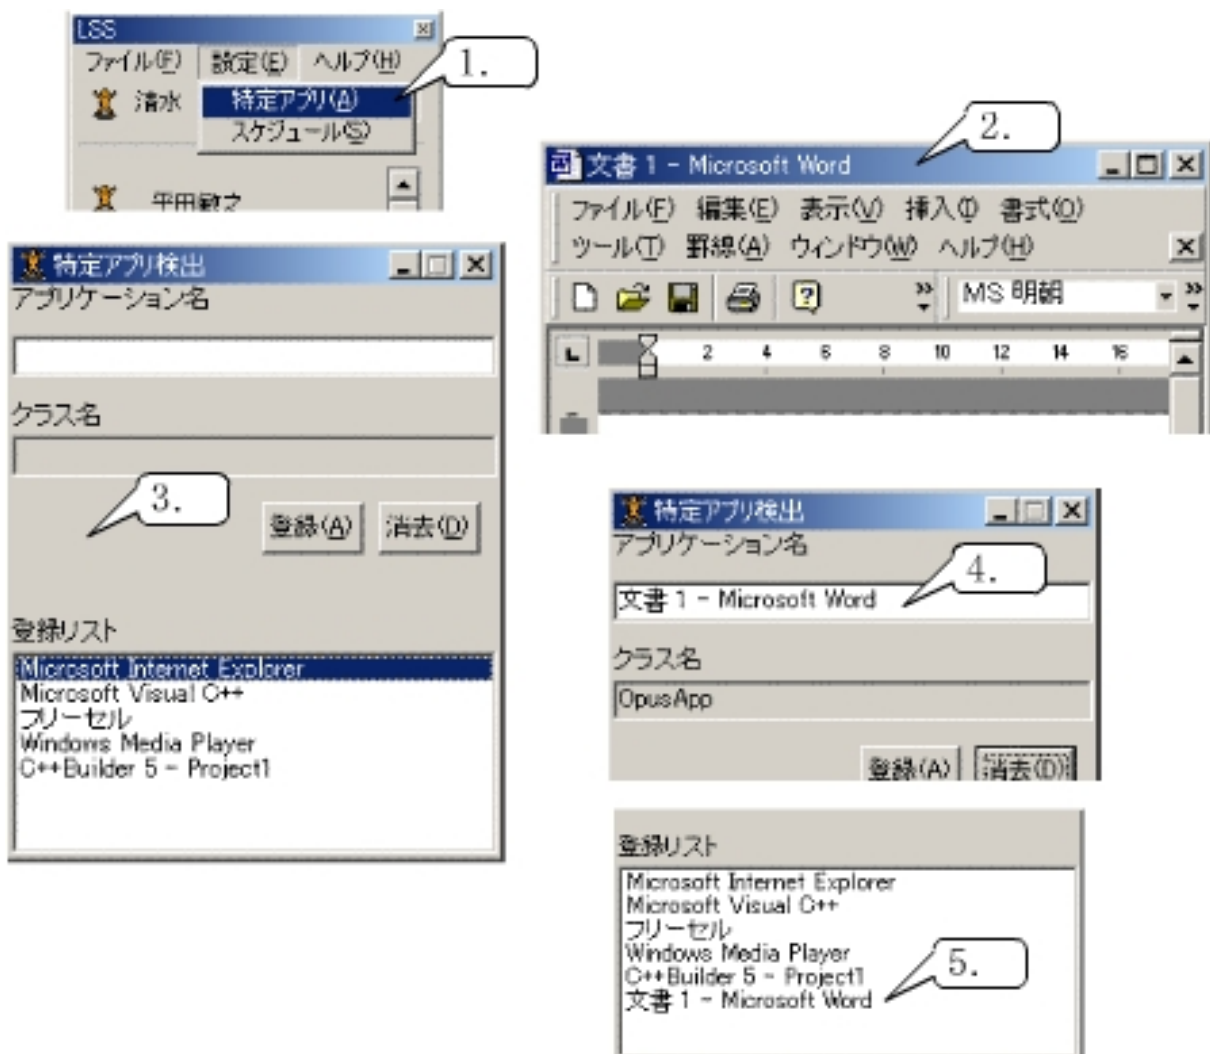 LSS
ファイル(F) 設定(E) ヘルプ(H)
1.
清水
特定アプリ(A)
スケジュール(S)
平田敏之
2.
文書 1 - Microsoft Word
ファイル(F) 編集(E) 表示(V) 挿入(I) 書式(O)
ツール(T) 罫線(A) ウィンドウ(W) ヘルプ(H)
MS 明朝
L 2 4 6 8 10 12 14 16
特定アプリ検出
アプリケーション名
クラス名
3.
登録(A) 消去(D)
登録リスト
Microsoft Internet Explorer
Microsoft Visual C++
フリーセル
Windows Media Player
C++Builder 5 - Project1
特定アプリ検出
アプリケーション名
4.
文書 1 - Microsoft Word
クラス名
OpusApp
登録(A) 消去(D)
登録リスト
Microsoft Internet Explorer
Microsoft Visual C++
フリーセル
Windows Media Player
C++Builder 5 - Project1
5.
文書 1 - Microsoft Word